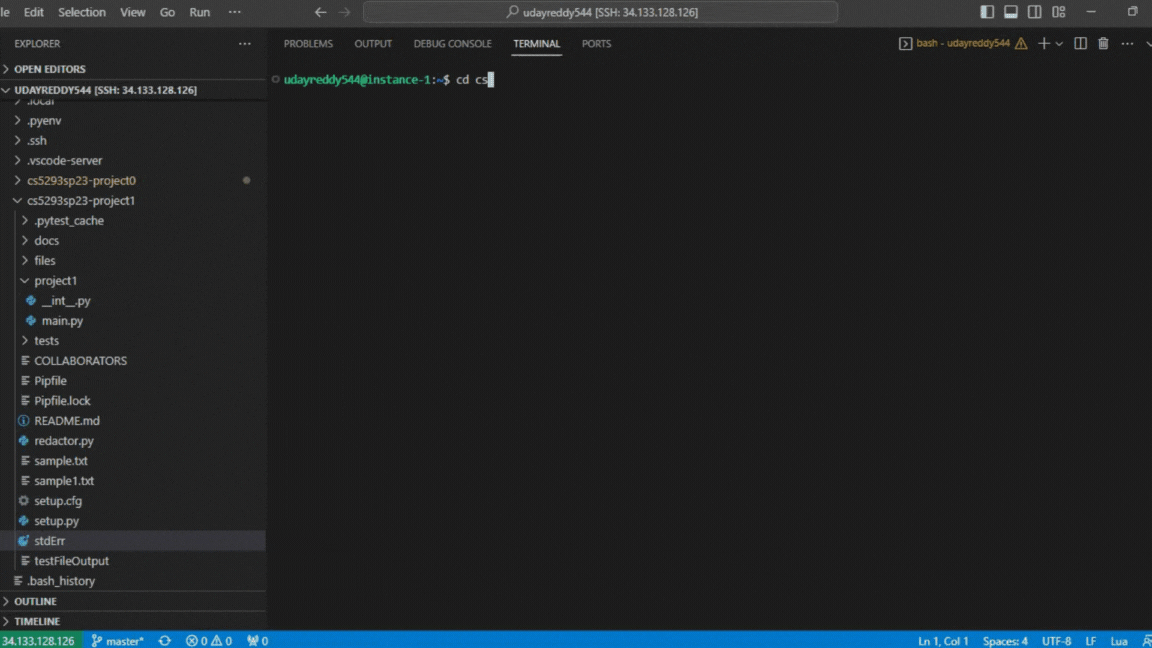 le Edit Selection View Go Run ···
udayreddy544 [SSH: 34.133.128.126]
EXPLORER ···
OPEN EDITORS
UDAYREDDY544 [SSH: 34.133.128.126]
.local
.pyenv
.ssh
.vscode-server
cs5293sp23-project0
cs5293sp23-project1
.pytest_cache
docs
files
project1
__int__.py
main.py
tests
COLLABORATORS
Pipfile
Pipfile.lock
README.md
redactor.py
sample.txt
sample1.txt
setup.cfg
setup.py
stdErr
testFileOutput
.bash_history
OUTLINE
TIMELINE
PROBLEMS OUTPUT DEBUG CONSOLE TERMINAL PORTS
bash - udayreddy544
udayreddy544@instance-1:~$ cd cs
34.133.128.126 master* 0 0 0
Ln 1, Col 1 Spaces: 4 UTF-8 LF Lua